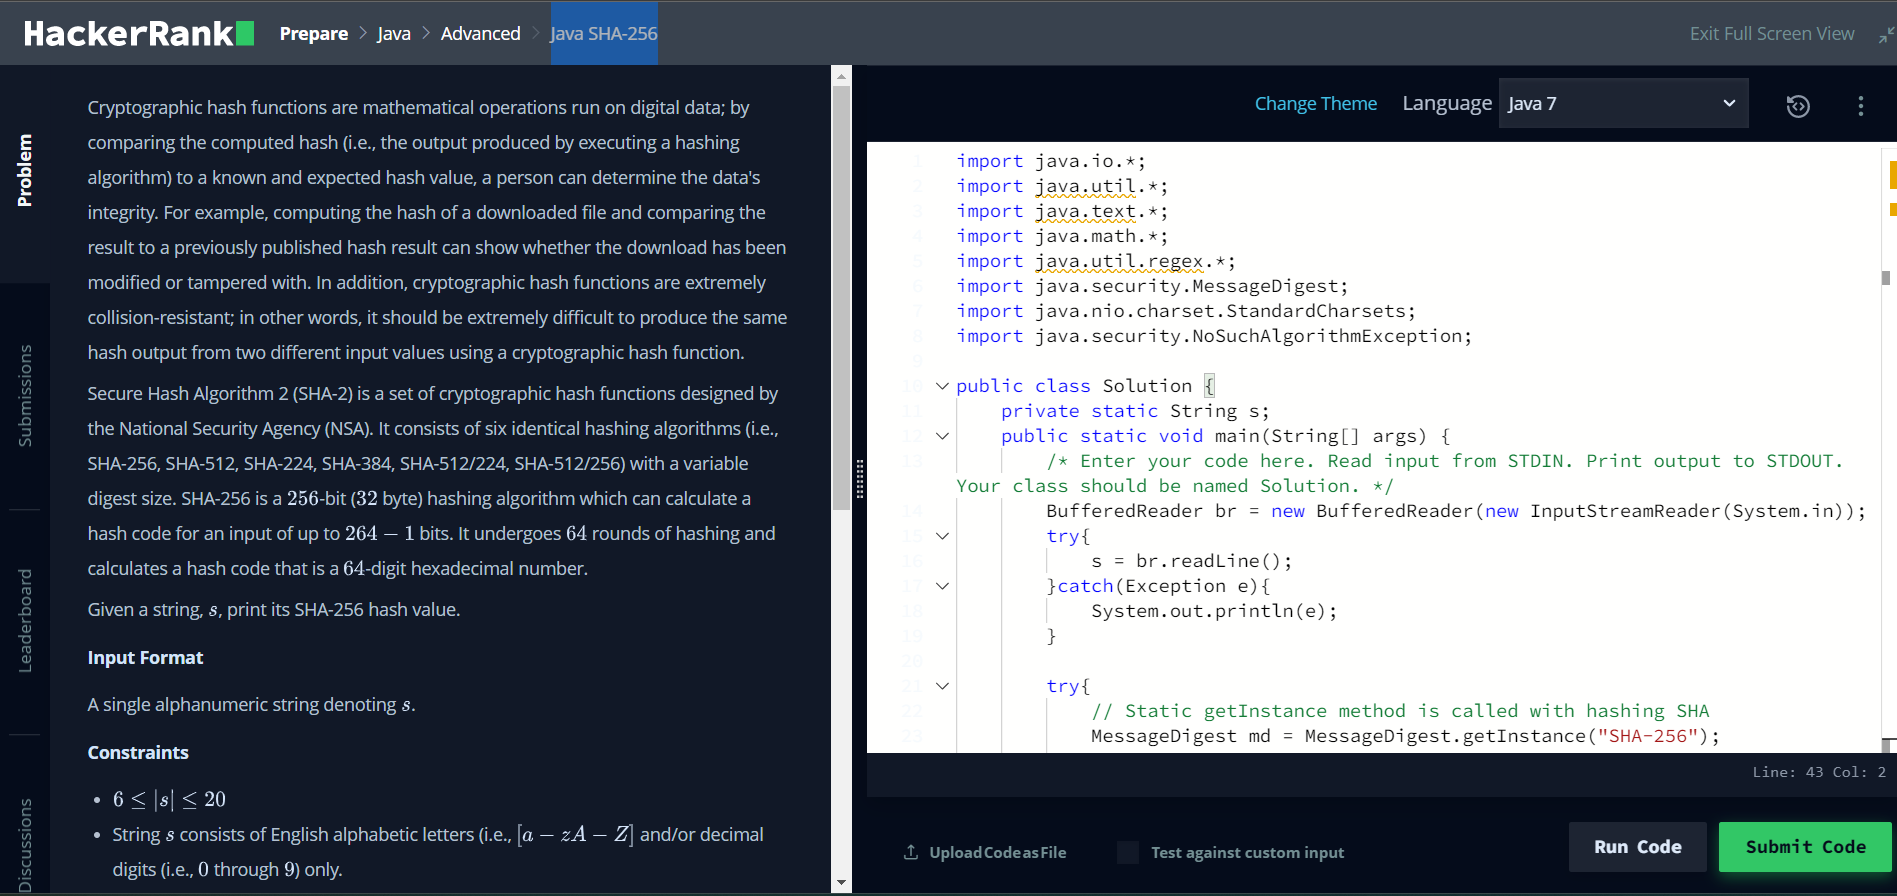 HackerRank
Prepare > Java > Advanced > Java SHA-256
Exit Full Screen View
Problem
Submissions
Leaderboard
Discussions
Cryptographic hash functions are mathematical operations run on digital data; by
comparing the computed hash (i.e., the output produced by executing a hashing
algorithm) to a known and expected hash value, a person can determine the data's
integrity. For example, computing the hash of a downloaded file and comparing the
result to a previously published hash result can show whether the download has been
modified or tampered with. In addition, cryptographic hash functions are extremely
collision-resistant; in other words, it should be extremely difficult to produce the same
hash output from two different input values using a cryptographic hash function.
Secure Hash Algorithm 2 (SHA-2) is a set of cryptographic hash functions designed by
the National Security Agency (NSA). It consists of six identical hashing algorithms (i.e.,
SHA-256, SHA-512, SHA-224, SHA-384, SHA-512/224, SHA-512/256) with a variable
digest size. SHA-256 is a 256-bit (32 byte) hashing algorithm which can calculate a
hash code for an input of up to 264 − 1 bits. It undergoes 64 rounds of hashing and
calculates a hash code that is a 64-digit hexadecimal number.
Given a string, s, print its SHA-256 hash value.
Input Format
A single alphanumeric string denoting s.
Constraints
• 6 ≤ |s| ≤ 20
• String s consists of English alphabetic letters (i.e., [a − zA − Z] and/or decimal
digits (i.e., 0 through 9) only.
Change Theme Language Java 7
1 import java.io.*;
2 import java.util.*;
3 import java.text.*;
4 import java.math.*;
5 import java.util.regex.*;
6 import java.security.MessageDigest;
7 import java.nio.charset.StandardCharsets;
8 import java.security.NoSuchAlgorithmException;
9
10 public class Solution {
11 private static String s;
12 public static void main(String[] args) {
13 /* Enter your code here. Read input from STDIN. Print output to STDOUT.
Your class should be named Solution. */
14 BufferedReader br = new BufferedReader(new InputStreamReader(System.in));
15 try{
16 s = br.readLine();
17 }catch(Exception e){
18 System.out.println(e);
19 }
20
21 try{
22 // Static getInstance method is called with hashing SHA
23 MessageDigest md = MessageDigest.getInstance("SHA-256");
Line: 43 Col: 2
Upload Code as File
Test against custom input
Run Code
Submit Code